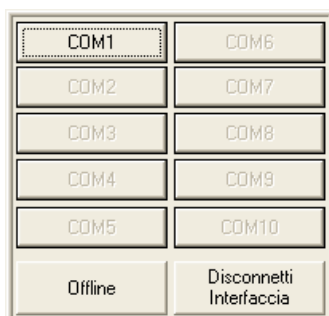 COM1 COM6
COM2 COM7
COM3 COM8
COM4 COM9
COM5 COM10
Offline Disconnetti
Interfaccia